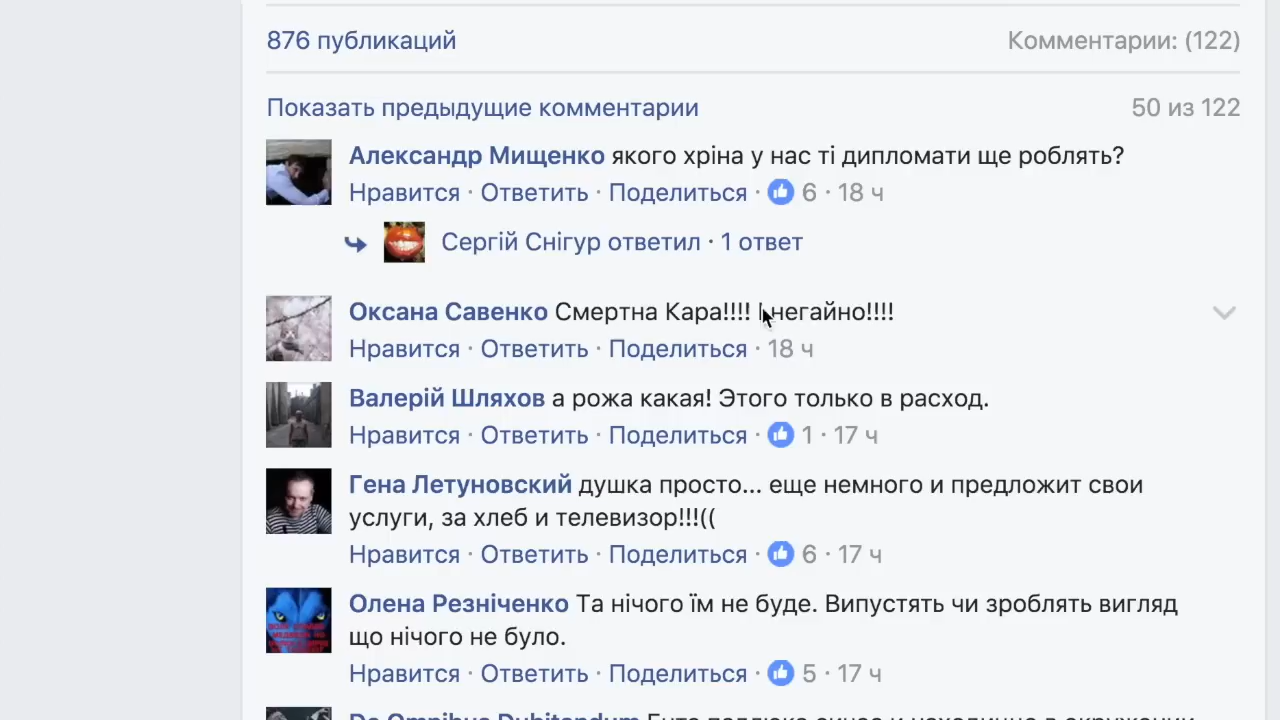 876 публикаций
Комментарии: (122)
Показать предыдущие комментарии
50 из 122
Александр Мищенко якого хріна у нас ті дипломати ще роблять?
Нравится · Ответить · Поделиться · 6 · 18 ч
Сергій Снігур ответил · 1 ответ
Оксана Савенко Смертна Кара!!!! І негайно!!!!
Нравится · Ответить · Поделиться · 18 ч
Валерій Шляхов а рожа какая! Этого только в расход.
Нравится · Ответить · Поделиться · 1 · 17 ч
Гена Летуновский душка просто... еще немного и предложит свои
услуги, за хлеб и телевизор!!!((
Нравится · Ответить · Поделиться · 6 · 17 ч
Олена Резніченко Та нічого їм не буде. Випустять чи зроблять вигляд
що нічого не було.
Нравится · Ответить · Поделиться · 5 · 17 ч
De Omnibus Dubitandum